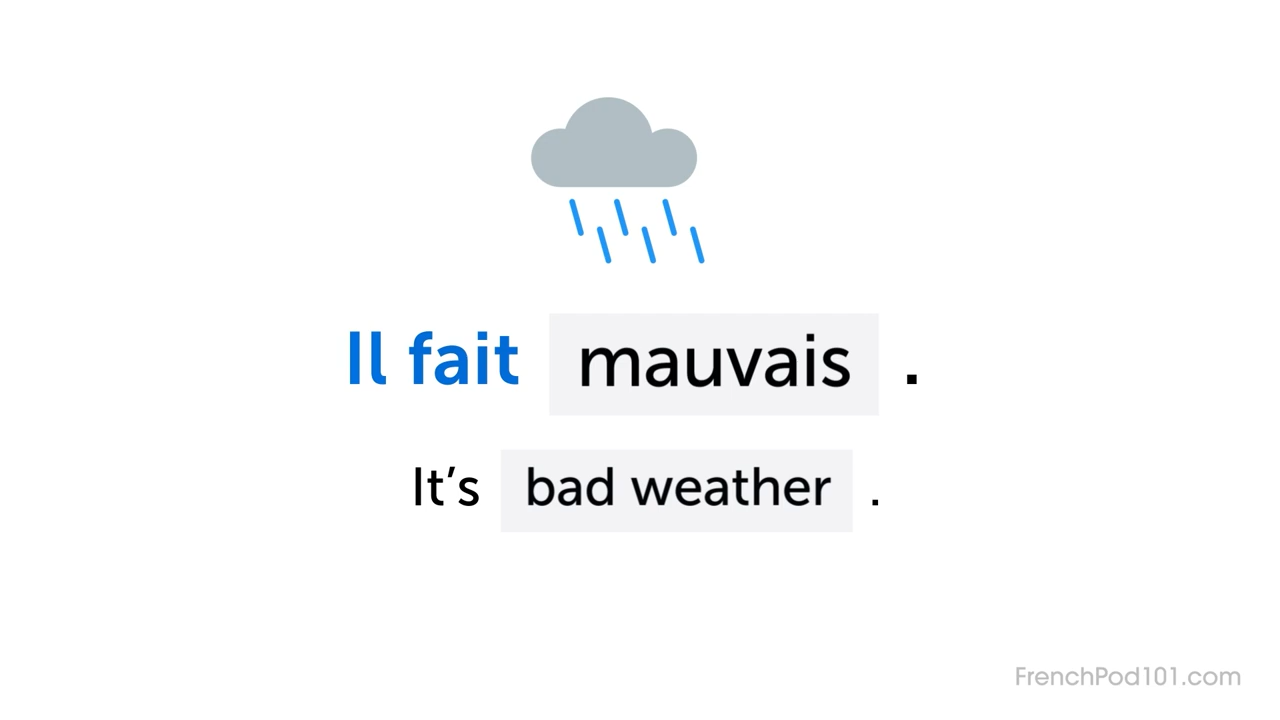 Il fait mauvais .
It’s bad weather .
FrenchPod101.com